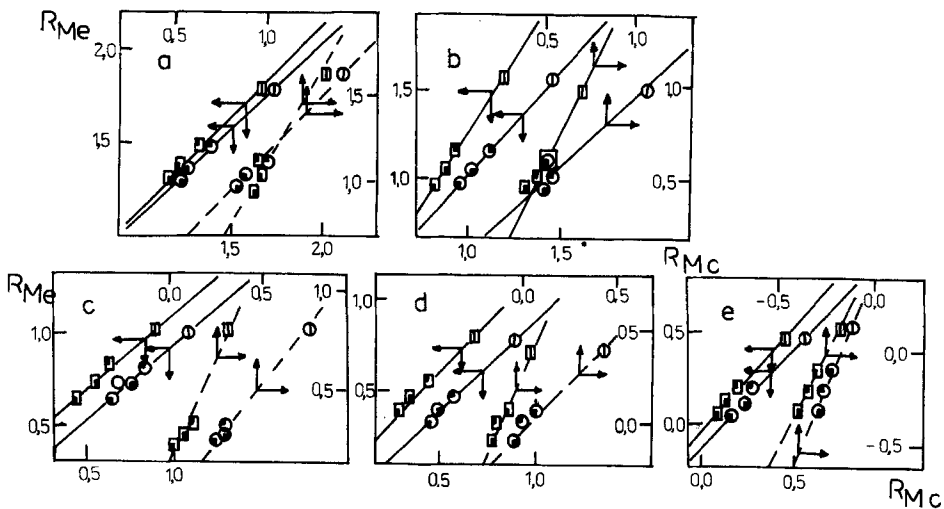 RMe 0,5 1,0 0,5 1,0
2,0 a b
1,5 1,5 1,5 1,0
1,0 1,0 0,5
1,5 2,0 1,0 1,5
RMc
RMe 0,0 0,5 1,0 0,0 0,5 -0,5 0,0
c d e
1,0 1,0 05 0,5 0,0
0,5 0,5 0,5 0,0 0,0 -0,5
0,5 1,0 0,5 1,0 0,0 0,5
RMc